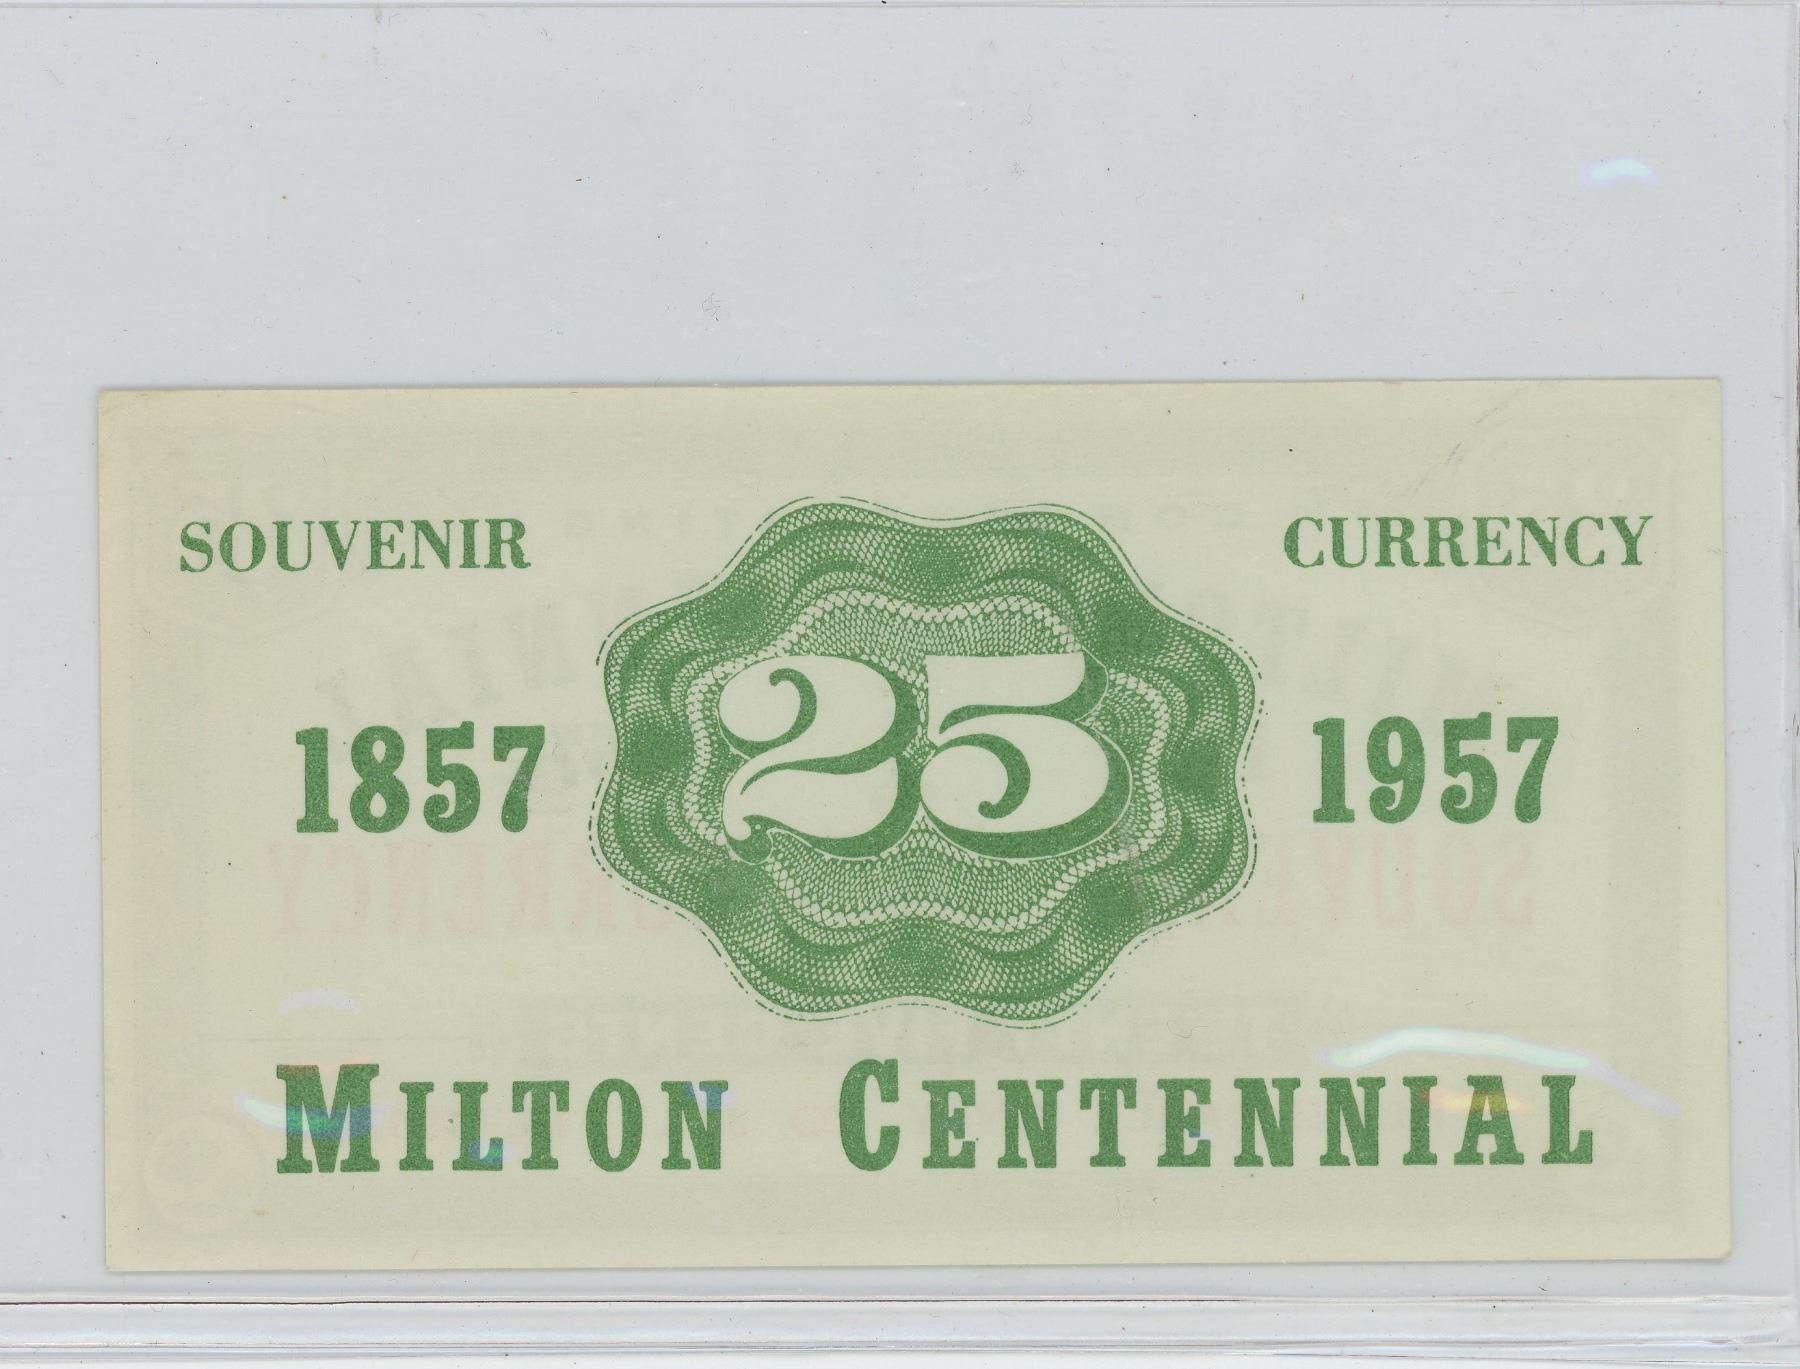 SOUVENIR CURRENCY
1857 25 1957
MILTON CENTENNIAL